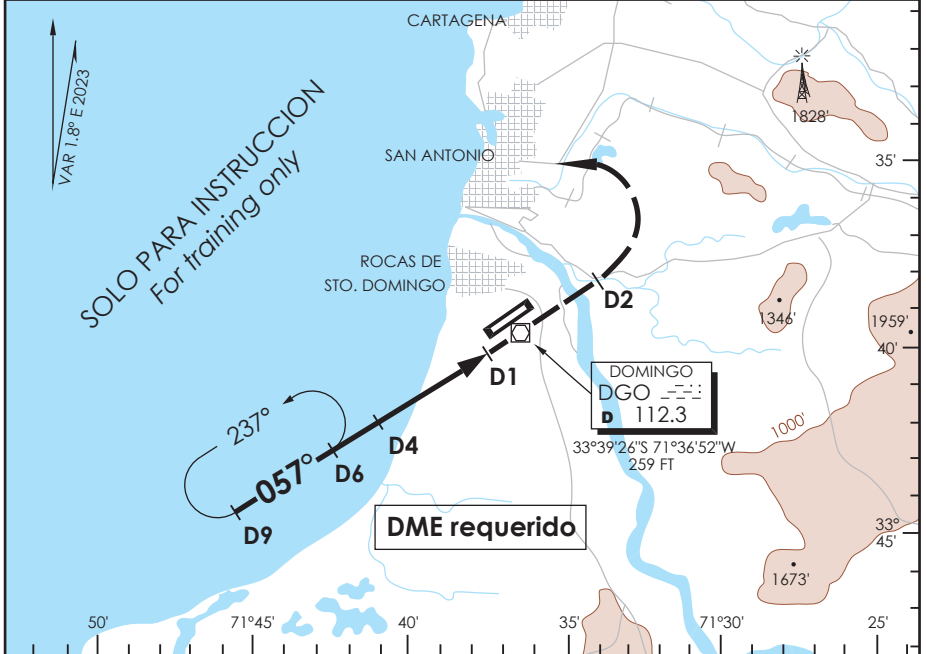 CARTAGENA
VAR 1.8° E 2023
SOLO PARA INSTRUCCION
For training only
1828'
SAN ANTONIO
35'
ROCAS DE
STO. DOMINGO
D2
1346'
1959'
40'
D1
DOMINGO
DGO
D 112.3
33°39'26"S 71°36'52"W
259 FT
1000'
237°
D4
057°
D6
D9
DME requerido
33°
45'
1673'
50'
71°45'
40'
35'
71°30'
25'